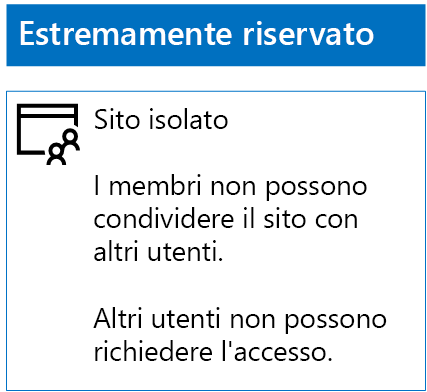 Estremamente riservato
Sito isolato
I membri non possono
condividere il sito con
altri utenti.
Altri utenti non possono
richiedere l'accesso.